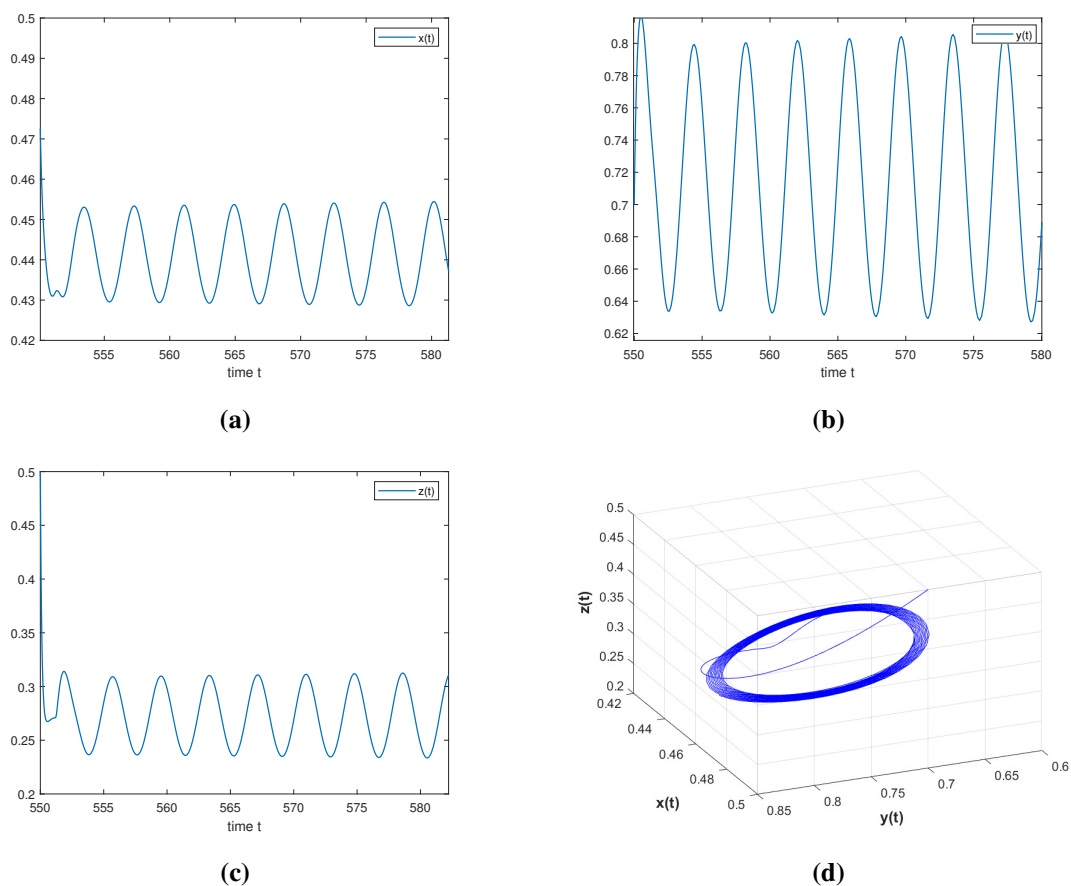 0.5
0.49
0.48
0.47
0.46
0.45
0.44
0.43
0.42
x(t)
555 560 565 570 575 580
time t
(a)
0.8
0.78
0.76
0.74
0.72
0.7
0.68
0.66
0.64
0.62
y(t)
550 555 560 565 570 575 580
time t
(b)
0.5
0.45
0.4
0.35
0.3
0.25
0.2
z(t)
550 555 560 565 570 575 580
time t
(c)
0.5
0.45
0.4
0.35
0.3
0.25
0.2
z(t)
0.42
0.44
0.46
0.48
0.5
x(t)
0.85 0.8 0.75 0.7 0.65 0.6
y(t)
(d)